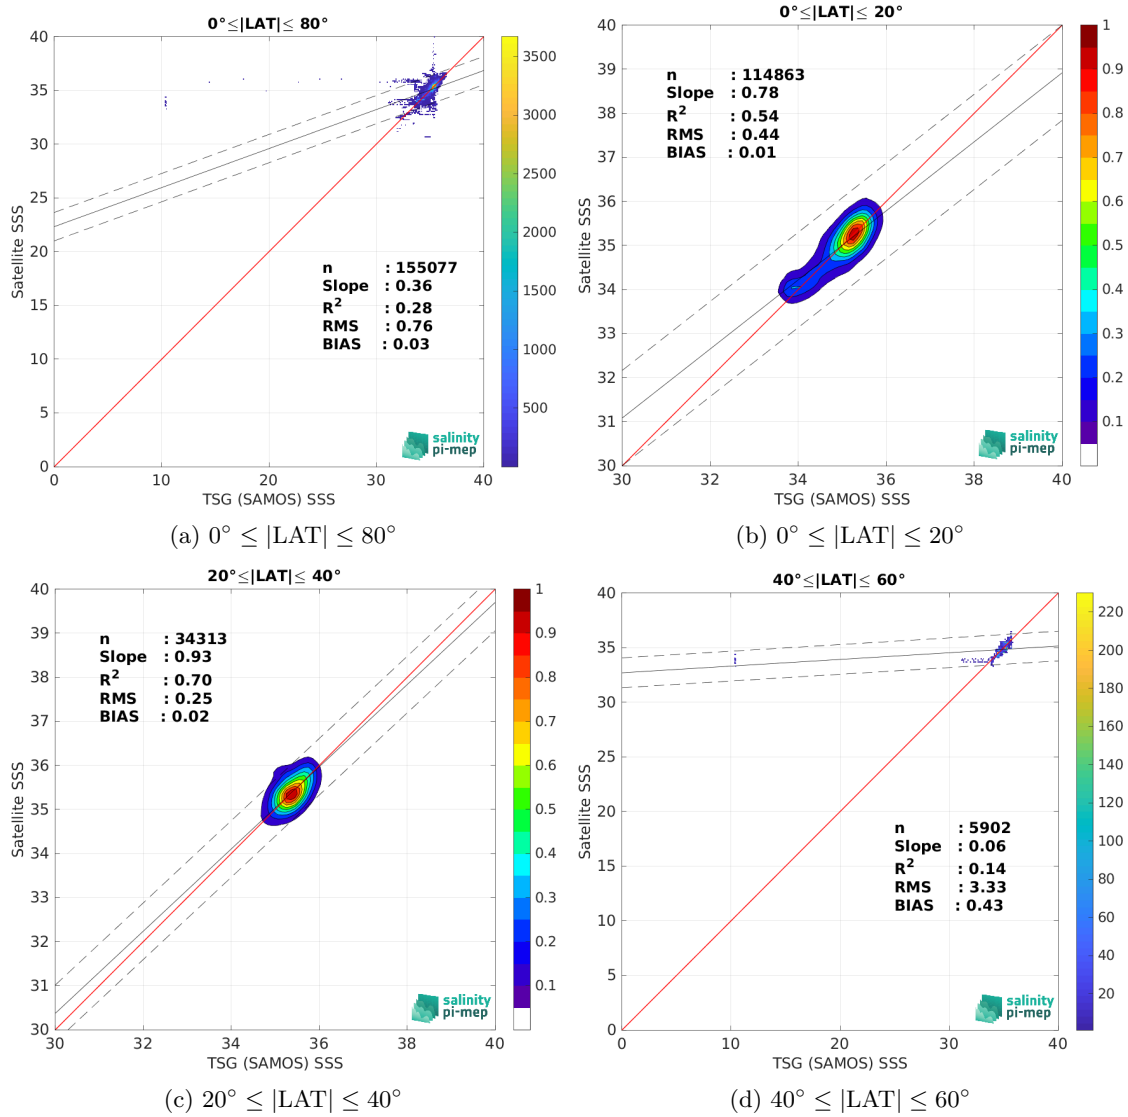 0°≤|LAT|≤ 80°
40
35
30
25
20
15
10
5
0
Satellite SSS
n : 155077
Slope : 0.36
R² : 0.28
RMS : 0.76
BIAS : 0.03
salinity
pi-mep
0 10 20 30 40
TSG (SAMOS) SSS
3500
3000
2500
2000
1500
1000
500
(a) 0° ≤ |LAT| ≤ 80°
0°≤|LAT|≤ 20°
40
39
38
37
36
35
34
33
32
31
30
Satellite SSS
n : 114863
Slope : 0.78
R² : 0.54
RMS : 0.44
BIAS : 0.01
salinity
pi-mep
30 32 34 36 38 40
TSG (SAMOS) SSS
1
0.9
0.8
0.7
0.6
0.5
0.4
0.3
0.2
0.1
(b) 0° ≤ |LAT| ≤ 20°
20°≤|LAT|≤ 40°
40
39
38
37
36
35
34
33
32
31
30
Satellite SSS
n : 34313
Slope : 0.93
R² : 0.70
RMS : 0.25
BIAS : 0.02
salinity
pi-mep
30 32 34 36 38 40
TSG (SAMOS) SSS
1
0.9
0.8
0.7
0.6
0.5
0.4
0.3
0.2
0.1
(c) 20° ≤ |LAT| ≤ 40°
40°≤|LAT|≤ 60°
40
35
30
25
20
15
10
5
0
Satellite SSS
n : 5902
Slope : 0.06
R² : 0.14
RMS : 3.33
BIAS : 0.43
salinity
pi-mep
0 10 20 30 40
TSG (SAMOS) SSS
220
200
180
160
140
120
100
80
60
40
20
(d) 40° ≤ |LAT| ≤ 60°